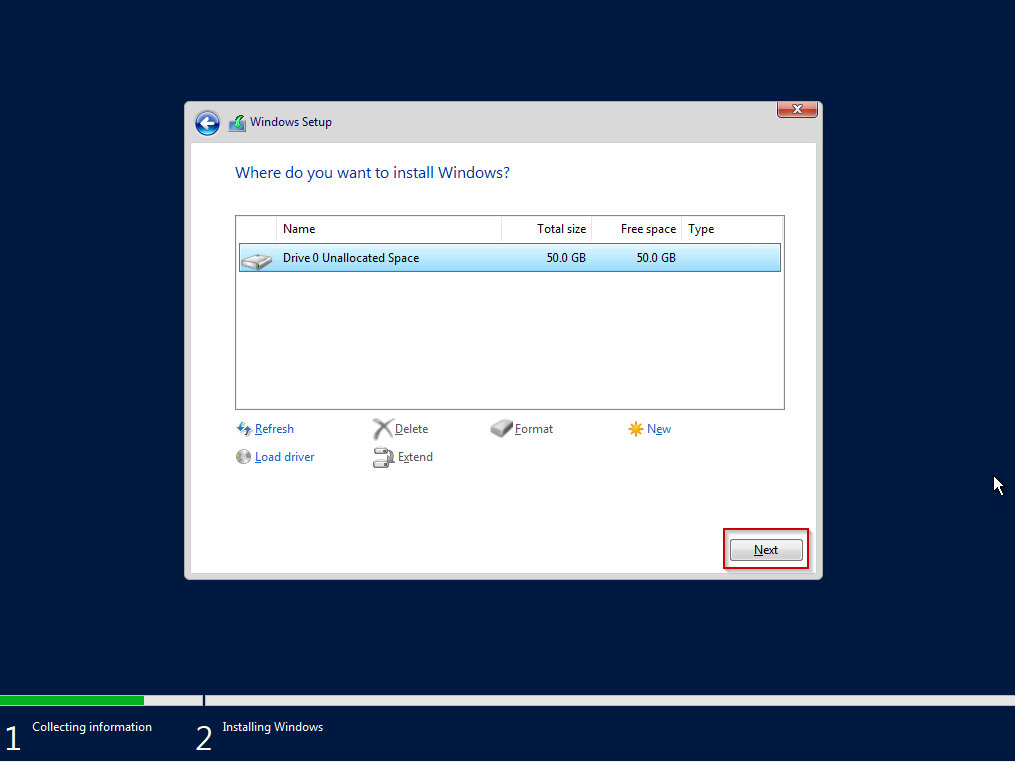 Windows Setup
Where do you want to install Windows?
Name Total size Free space Type
Drive 0 Unallocated Space 50.0 GB 50.0 GB
Refresh Delete Format New
Load driver Extend
Next
1 Collecting information 2 Installing Windows